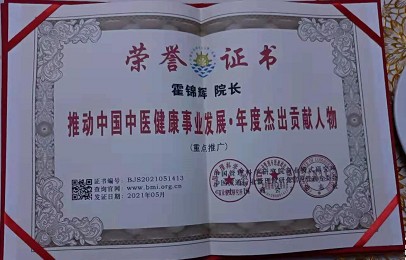 荣誉证书
霍锦辉 院长
推动中国中医健康事业发展·年度杰出贡献人物
(重点推广)
证书编号: BJS2021051413
查询官网: www.bmi.org.cn
发证日期: 2021年05月